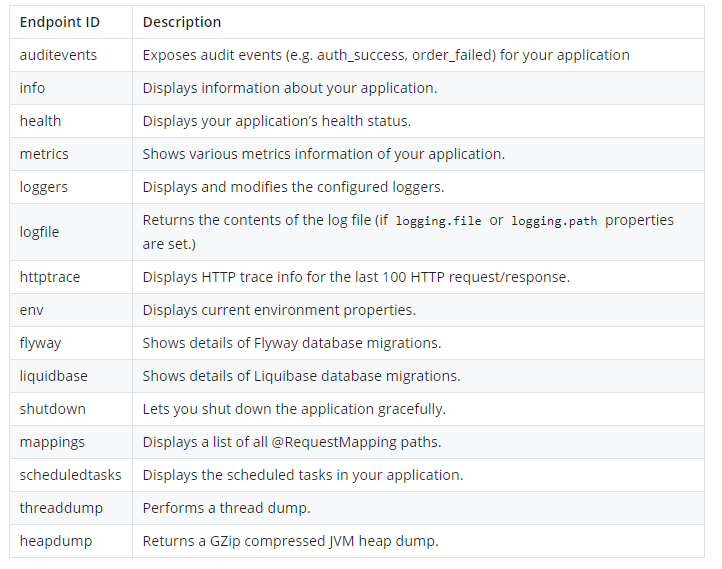 Endpoint ID Description
auditevents Exposes audit events (e.g. auth_success, order_failed) for your application
info Displays information about your application.
health Displays your application’s health status.
metrics Shows various metrics information of your application.
loggers Displays and modifies the configured loggers.
logfile Returns the contents of the log file (if logging.file or logging.path properties
are set.)
httptrace Displays HTTP trace info for the last 100 HTTP request/response.
env Displays current environment properties.
flyway Shows details of Flyway database migrations.
liquidbase Shows details of Liquibase database migrations.
shutdown Lets you shut down the application gracefully.
mappings Displays a list of all @RequestMapping paths.
scheduledtasks Displays the scheduled tasks in your application.
threaddump Performs a thread dump.
heapdump Returns a GZip compressed JVM heap dump.